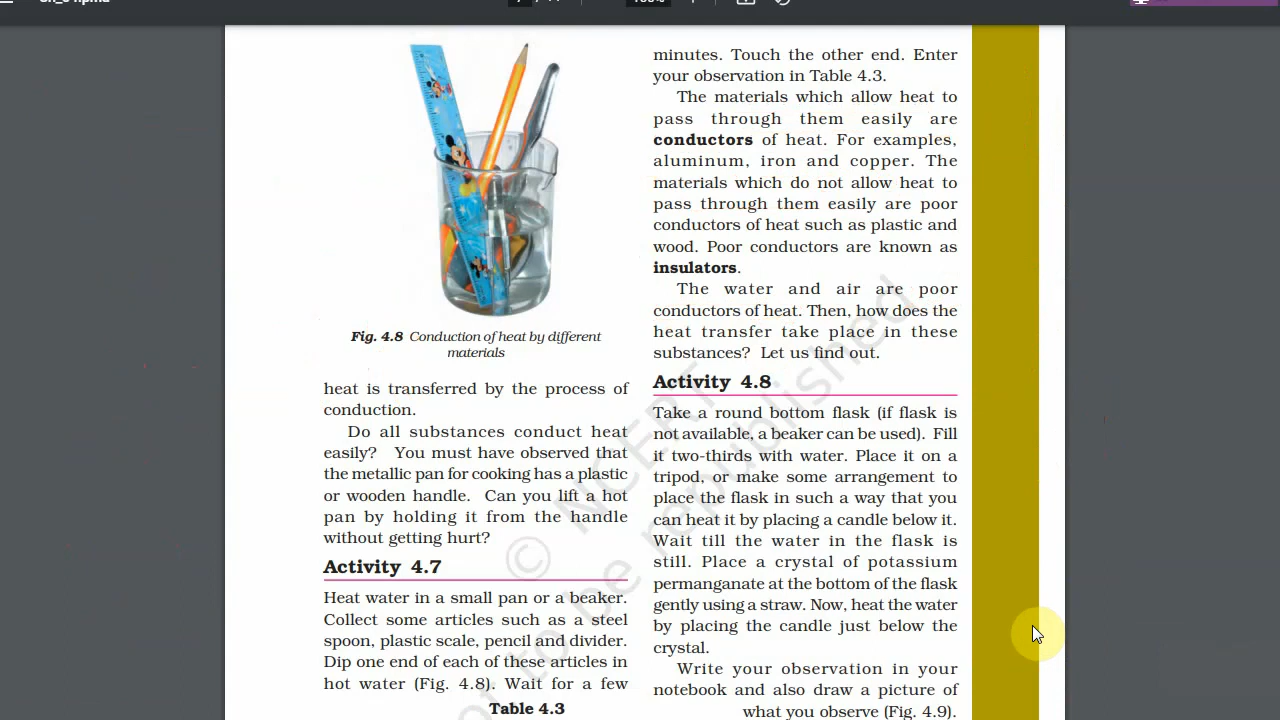 Fig. 4.8 Conduction of heat by different
materials
heat is transferred by the process of
conduction.
Do all substances conduct heat
easily? You must have observed that
the metallic pan for cooking has a plastic
or wooden handle. Can you lift a hot
pan by holding it from the handle
without getting hurt?
Activity 4.7
Heat water in a small pan or a beaker.
Collect some articles such as a steel
spoon, plastic scale, pencil and divider.
Dip one end of each of these articles in
hot water (Fig. 4.8). Wait for a few
Table 4.3
minutes. Touch the other end. Enter
your observation in Table 4.3.
The materials which allow heat to
pass through them easily are
conductors of heat. For examples,
aluminum, iron and copper. The
materials which do not allow heat to
pass through them easily are poor
conductors of heat such as plastic and
wood. Poor conductors are known as
insulators.
The water and air are poor
conductors of heat. Then, how does the
heat transfer take place in these
substances? Let us find out.
Activity 4.8
Take a round bottom flask (if flask is
not available, a beaker can be used). Fill
it two-thirds with water. Place it on a
tripod, or make some arrangement to
place the flask in such a way that you
can heat it by placing a candle below it.
Wait till the water in the flask is
still. Place a crystal of potassium
permanganate at the bottom of the flask
gently using a straw. Now, heat the water
by placing the candle just below the
crystal.
Write your observation in your
notebook and also draw a picture of
what you observe (Fig. 4.9).
© NCERT
not to be republished